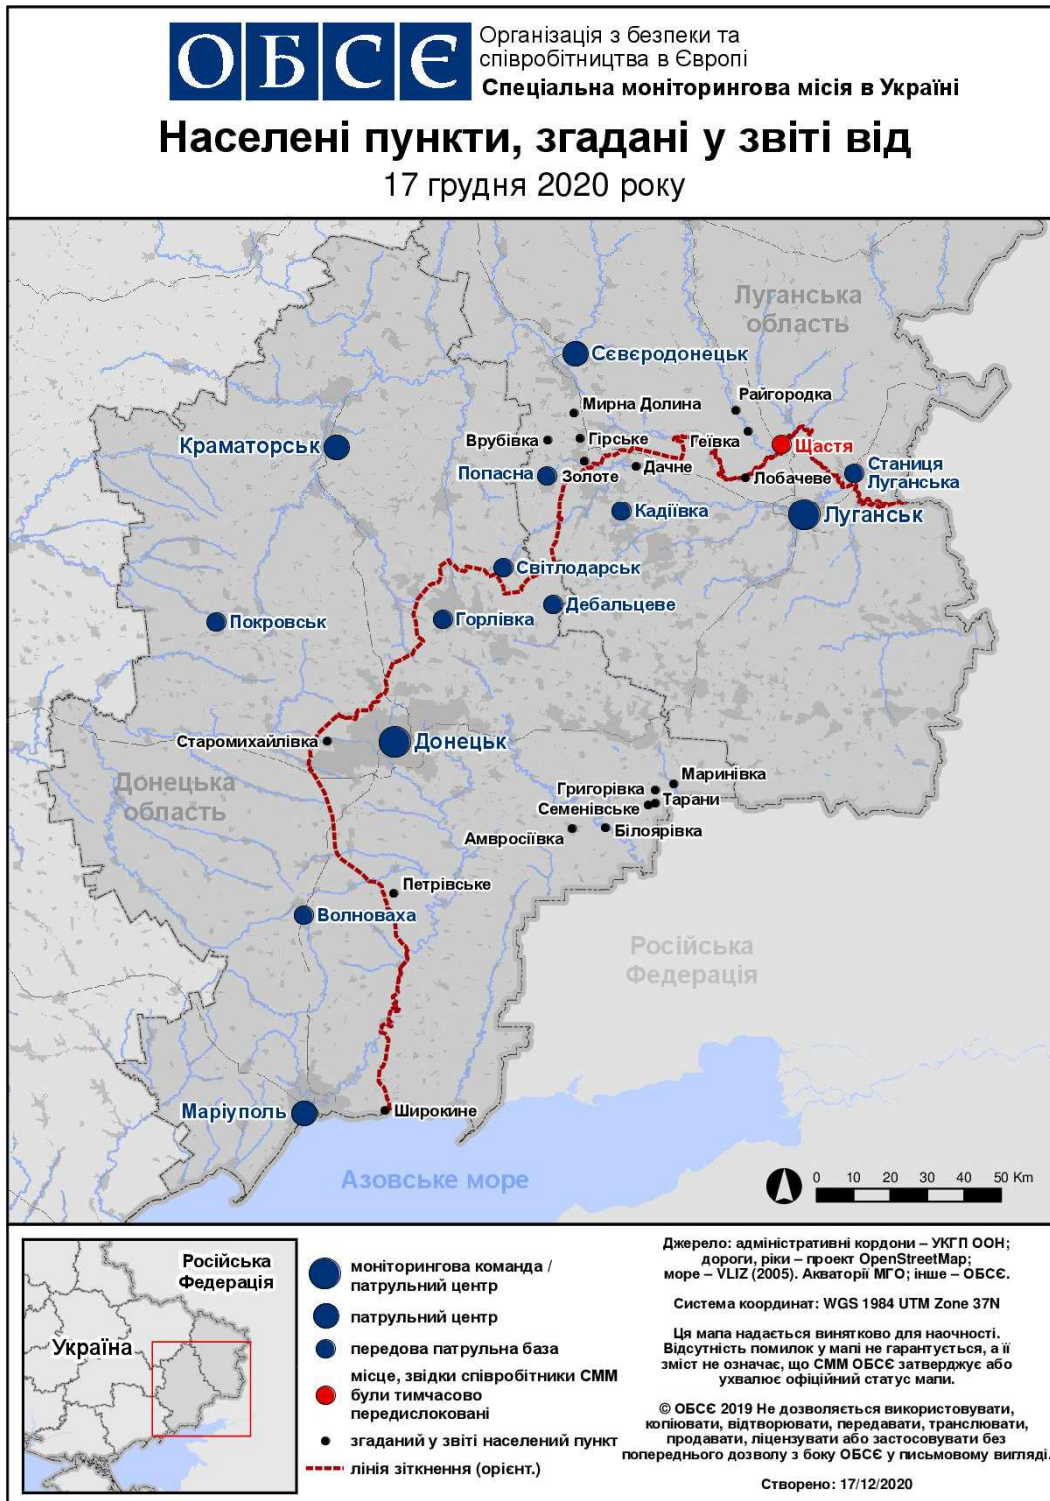 ОБСЄ
Організація з безпеки та
співробітництва в Європі
Спеціальна моніторингова місія в Україні
Населені пункти, згадані у звіті від
17 грудня 2020 року
Луганська
область
Сєвєродонецьк
Райгородка
Мирна Долина
Краматорськ
Врубівка
Гірське
Геївка
Щастя
Попасна
Золоте
Дачне
Лобачеве
Станиця
Луганська
Кадіївка
Луганськ
Світлодарськ
Дебальцеве
Покровськ
Горлівка
Старомихайлівка
Донецьк
Донецька
область
Маринівка
Григорівка
Тарани
Семенівське
Амвросіївка
Білоярівка
Петрівське
Волноваха
Російська
Федерація
Маріуполь
Широкине
Азовське море
0 10 20 30 40 50 Km
Російська
Федерація
Україна
моніторингова команда /
патрульний центр
патрульний центр
передова патрульна база
місце, звідки співробітники СММ
були тимчасово
передислоковані
згаданий у звіті населений пункт
лінія зіткнення (орієнт.)
Джерело: адміністративні кордони – УКГП ООН;
дороги, ріки – проект OpenStreetMap;
море – VLIZ (2005). Акваторії МГО; інше – ОБСЄ.
Система координат: WGS 1984 UTM Zone 37N
Ця мапа надається винятково для наочності.
Відсутність помилок у мапі не гарантується, а її
зміст не означає, що СММ ОБСЄ затверджує або
ухвалює офіційний статус мапи.
© ОБСЄ 2019 Не дозволяється використовувати,
копіювати, відтворювати, передавати, транслювати,
продавати, ліцензувати або застосовувати без
попереднього дозволу з боку ОБСЄ у письмовому вигляді.
Створено: 17/12/2020